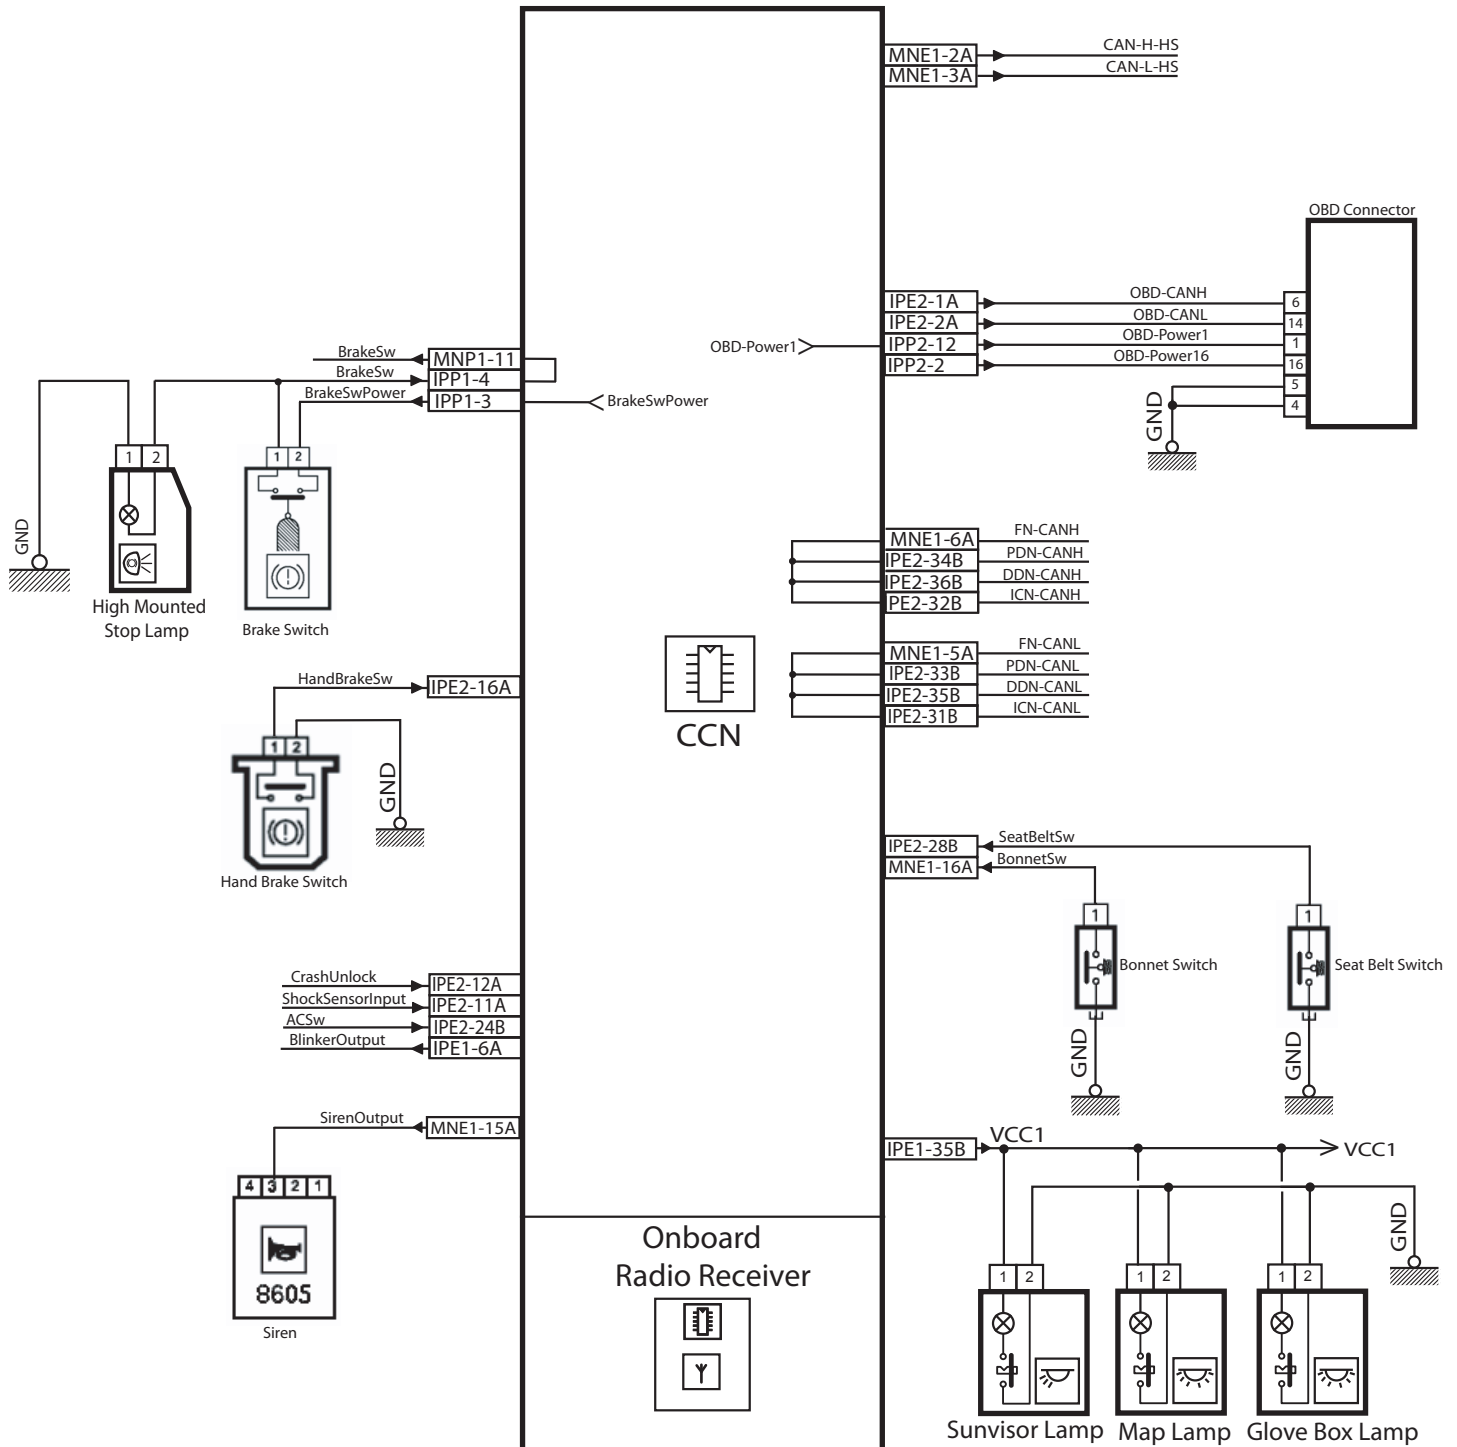 CAN-H-HS
MNE1-2A
CAN-L-HS
MNE1-3A
OBD Connector
OBD-CANH
IPE2-1A
6
OBD-CANL
IPE2-2A
14
OBD-Power1
OBD-Power1
IPP2-12
1
OBD-Power16
IPP2-2
16
5
4
GND
BrakeSw
MNP1-11
BrakeSw
IPP1-4
BrakeSwPower
IPP1-3
BrakeSwPower
1 2
1 2
GND
High Mounted
Stop Lamp
Brake Switch
FN-CANH
MNE1-6A
PDN-CANH
IPE2-34B
DDN-CANH
IPE2-36B
ICN-CANH
PE2-32B
FN-CANL
MNE1-5A
PDN-CANL
IPE2-33B
DDN-CANL
IPE2-35B
ICN-CANL
IPE2-31B
CCN
HandBrakeSw
IPE2-16A
1 2
GND
Hand Brake Switch
SeatBeltSw
IPE2-28B
BonnetSw
MNE1-16A
1
1
Bonnet Switch
Seat Belt Switch
GND
GND
CrashUnlock
IPE2-12A
ShockSensorInput
IPE2-11A
ACSw
IPE2-24B
BlinkerOutput
IPE1-6A
SirenOutput
MNE1-15A
4 3 2 1
8605
Siren
IPE1-35B
VCC1
VCC1
GND
Onboard
Radio Receiver
1 2
1 2
1 2
Sunvisor Lamp
Map Lamp
Glove Box Lamp